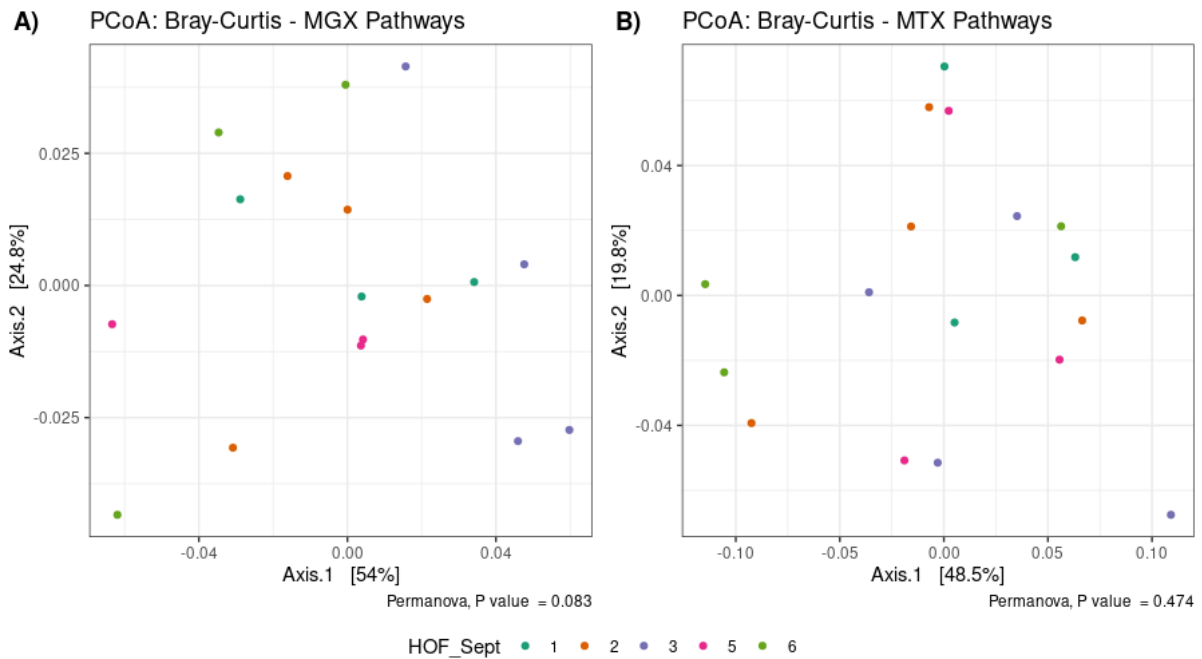 A)
PCoA: Bray-Curtis - MGX Pathways
0.025
0.000
-0.025
Axis.2 [24.8%]
-0.04
0.00
0.04
Axis.1 [54%]
Permanova, P value = 0.083
B)
PCoA: Bray-Curtis - MTX Pathways
0.04
0.00
-0.04
Axis.2 [19.8%]
-0.10
-0.05
0.00
0.05
0.10
Axis.1 [48.5%]
Permanova, P value = 0.474
HOF_Sept 1 2 3 5 6